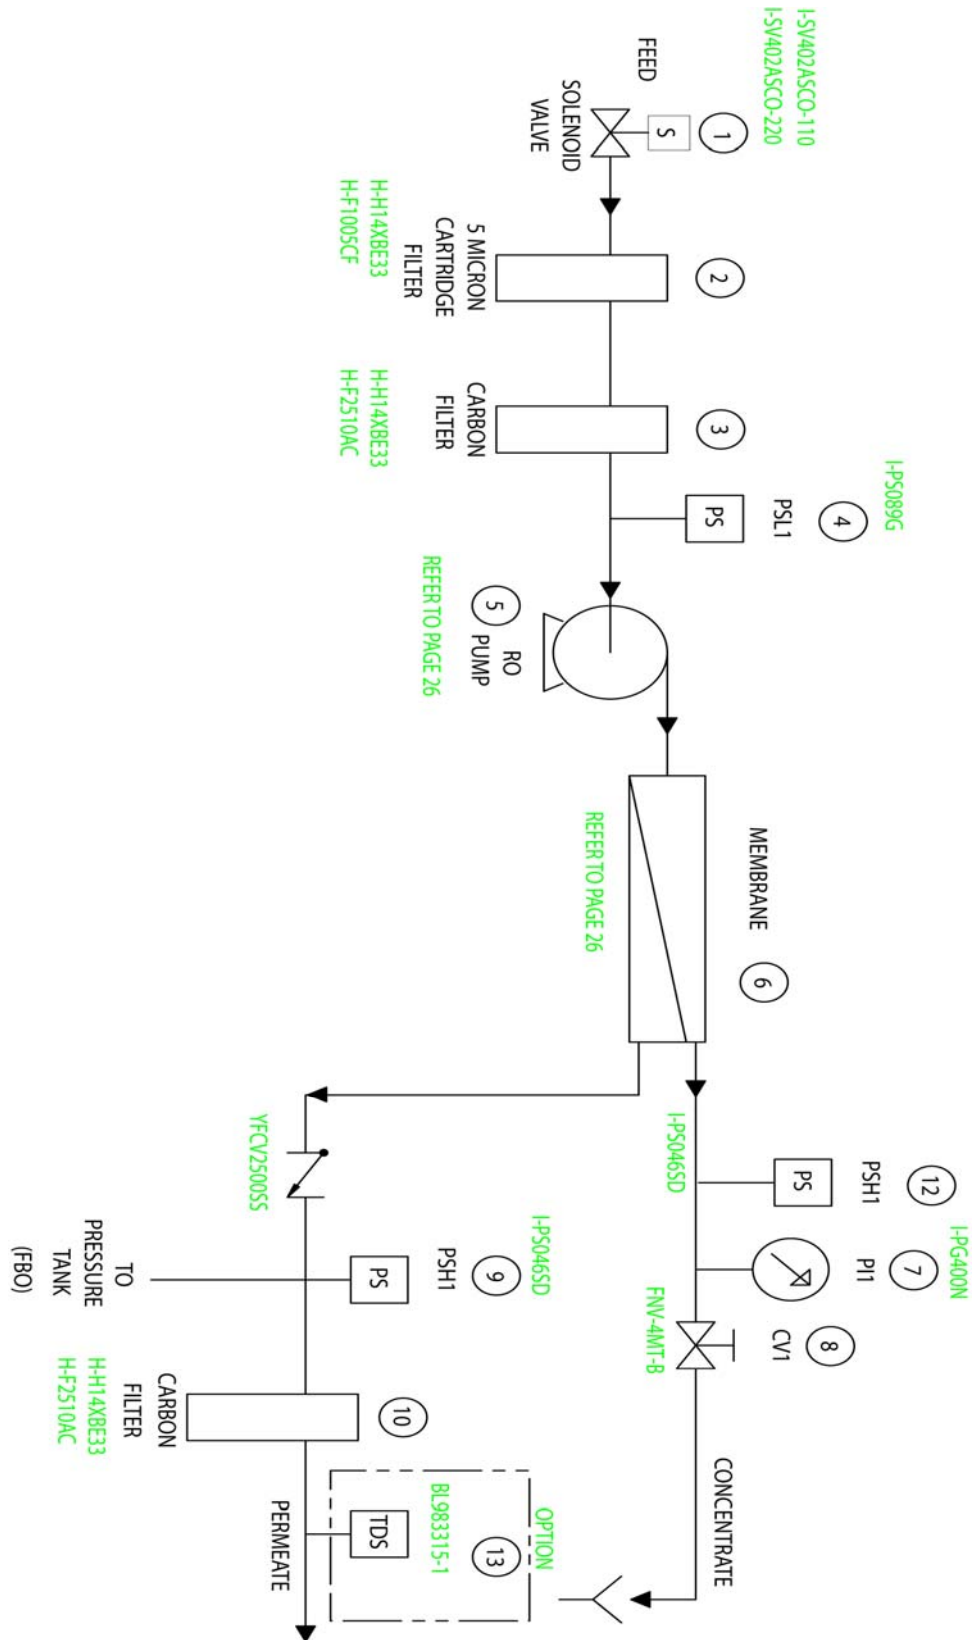 I-SV402ASCO-110
I-SV402ASCO-220
1
S
FEED
SOLENOID
VALVE
2
5 MICRON
CARTRIDGE
FILTER
H-H14XBE33
H-F1005CF
3
CARBON
FILTER
H-H14XBE33
H-F2510AC
I-PS089G
4
PSL1
PS
5
RO
PUMP
REFER TO PAGE 26
MEMBRANE
6
REFER TO PAGE 26
12
PSH1
PS
I-PS046SD
I-PG400N
7
PI1
8
CV1
FNV-4MT-B
CONCENTRATE
YFCV2500SS
I-PS046SD
9
PSH1
PS
TO
PRESSURE
TANK
(FBO)
10
CARBON
FILTER
H-H14XBE33
H-F2510AC
OPTION
13
BL983315-1
TDS
PERMEATE